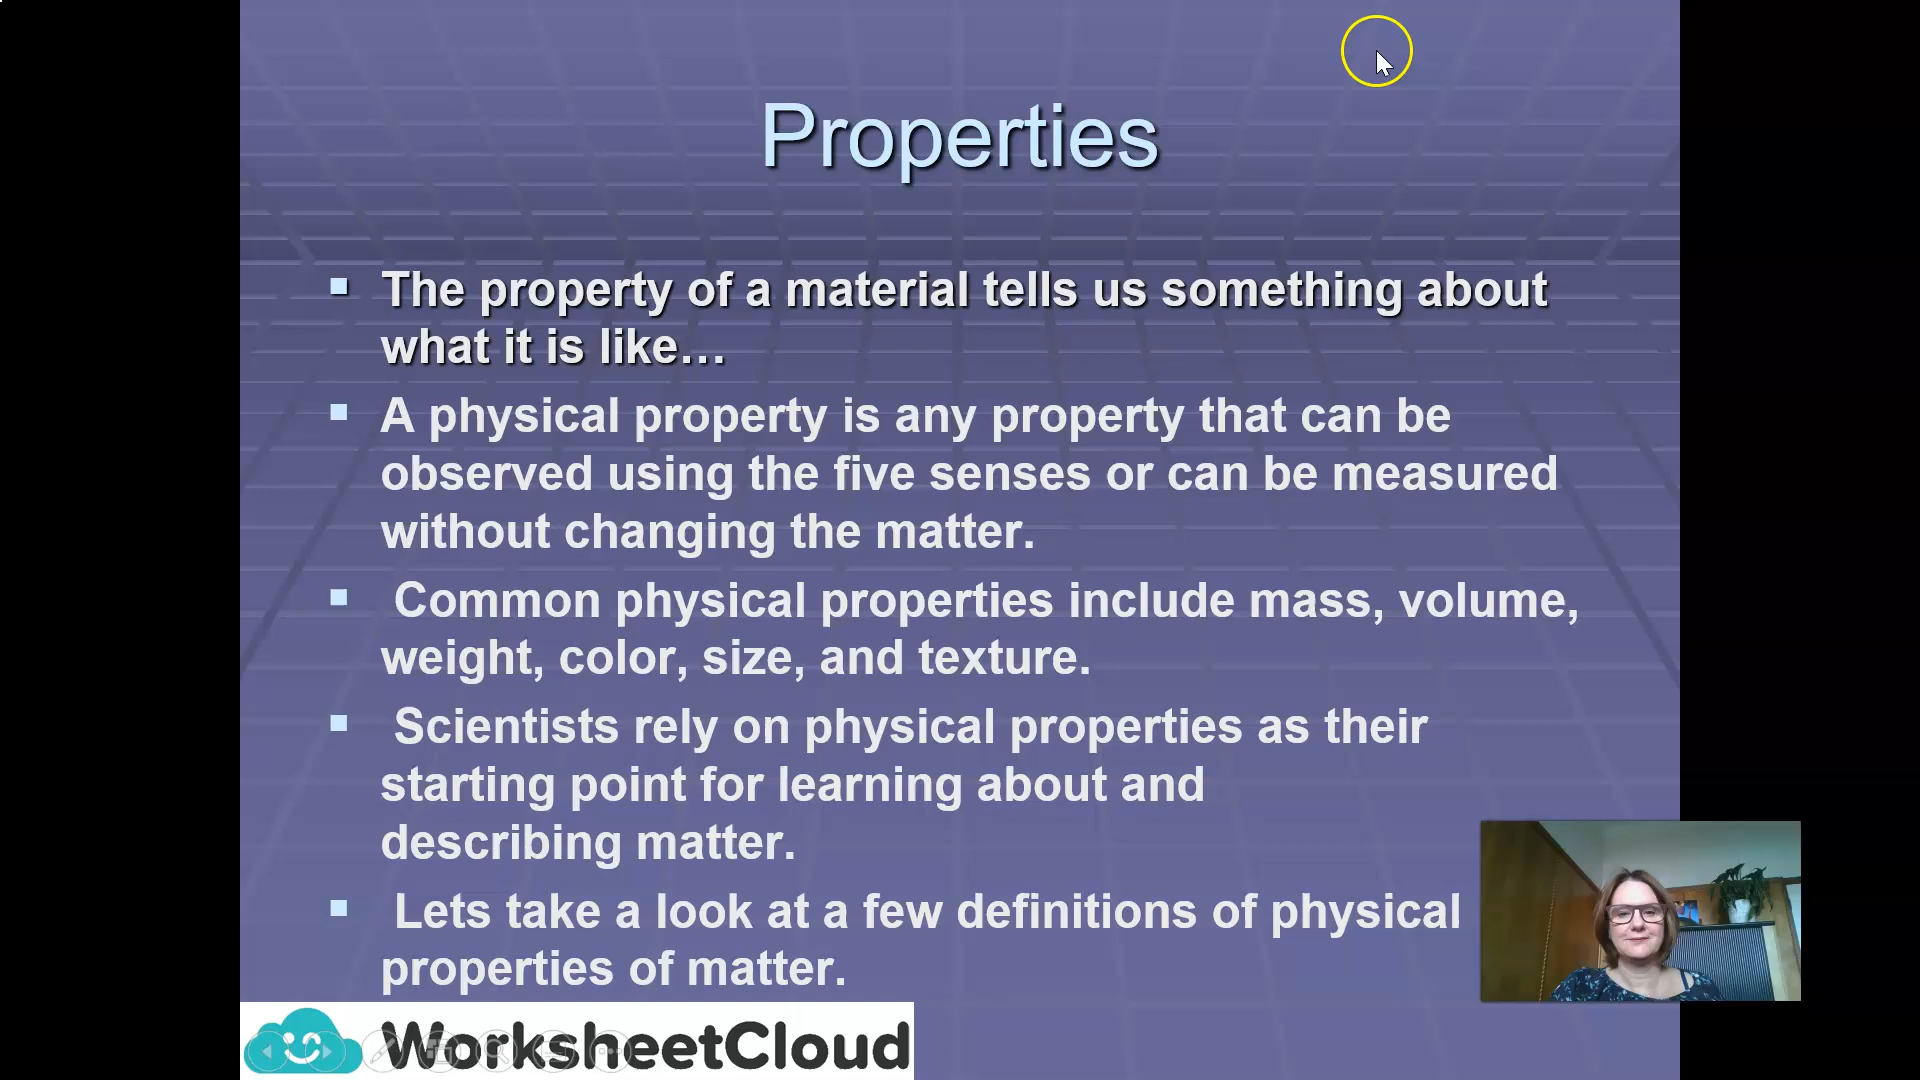 Properties
The property of a material tells us something about
what it is like…
A physical property is any property that can be
observed using the five senses or can be measured
without changing the matter.
Common physical properties include mass, volume,
weight, color, size, and texture.
Scientists rely on physical properties as their
starting point for learning about and
describing matter.
Lets take a look at a few definitions of physical
properties of matter.
WorksheetCloud